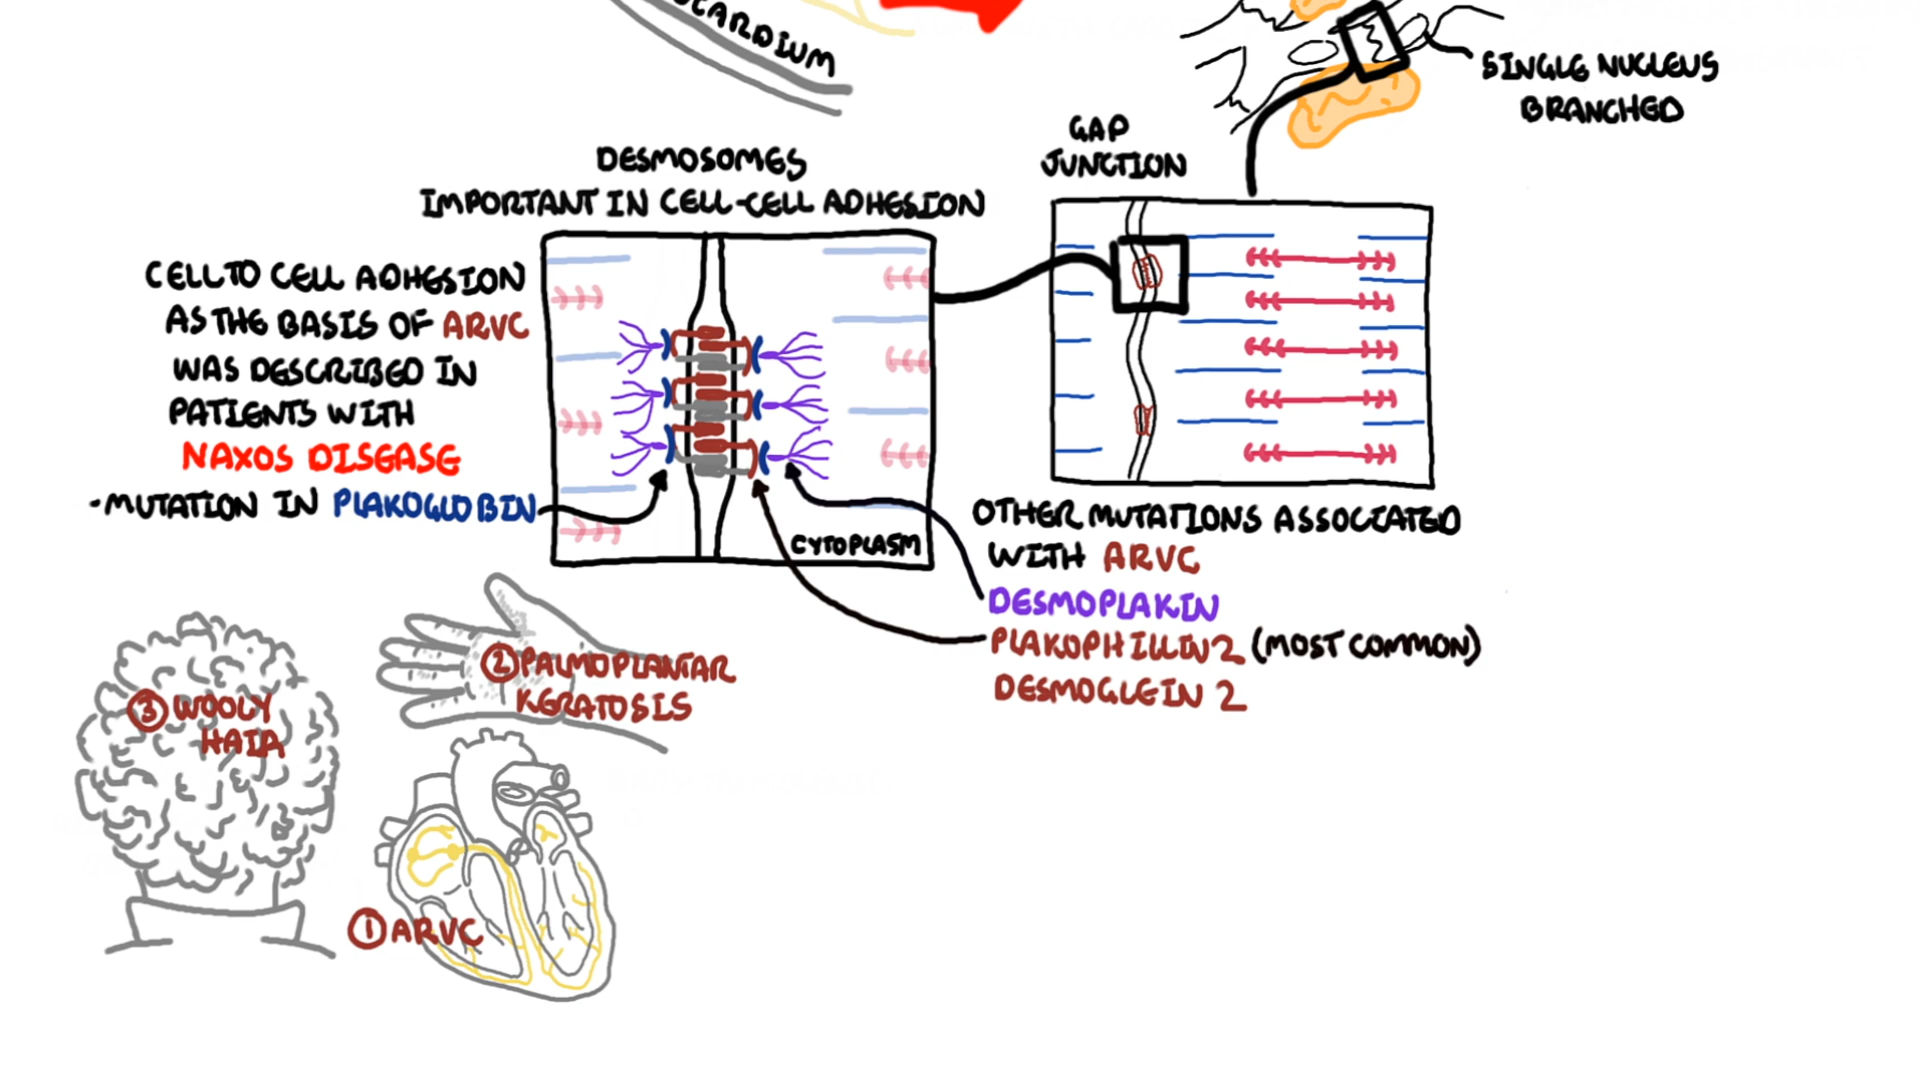 OCARDIUM
SINGLE NUCLEUS
BRANCHED
GAP
JUNCTION
DESMOSOMES
IMPORTANT IN CELL-CELL ADHESION
CELL TO CELL ADHESION
AS THE BASIS OF ARVC
WAS DESCRIBED IN
PATIENTS WITH
NAXOS DISEASE
-MUTATION IN PLAKOGLOBIN
CYTOPLASM
OTHER MUTATIONS ASSOCIATED
WITH ARVC
DESMOPLAKIN
PLAKOPHILLIN 2 (MOST COMMON)
DESMOGLEIN 2
② PALMOPLANTAR
KERATOSIS
③ WOOLY
HAIR
① ARVC